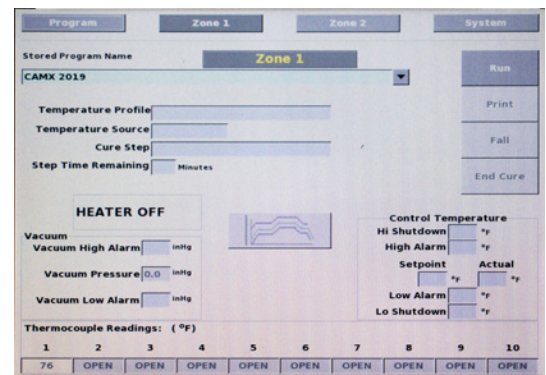 Program Zone 1 Zone 2 System
Stored Program Name
Zone 1
CAMX 2019
Run
Temperature Profile
Print
Temperature Source
Cure Step
Fall
Step Time Remaining Minutes
End Cure
HEATER OFF
Control Temperature
Hi Shutdown °F
Vacuum
Vacuum High Alarm inHg
High Alarm °F
Setpoint Actual
Vacuum Pressure 0.0 inHg
°F °F
Vacuum Low Alarm inHg
Low Alarm °F
Lo Shutdown °F
Thermocouple Readings: (°F)
1 2 3 4 5 6 7 8 9 10
76 OPEN OPEN OPEN OPEN OPEN OPEN OPEN OPEN OPEN